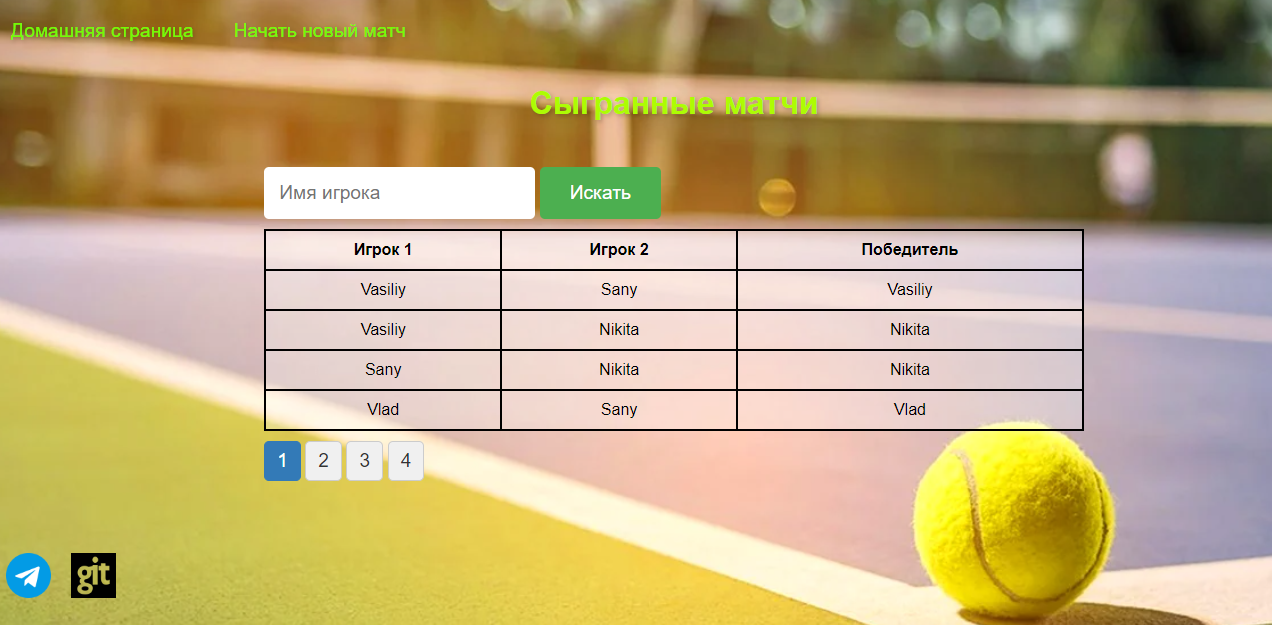 Домашняя страница Начать новый матч
Сыгранные матчи
Имя игрока Искать
Игрок 1 Игрок 2 Победитель
Vasiliy Sany Vasiliy
Vasiliy Nikita Nikita
Sany Nikita Nikita
Vlad Sany Vlad
1 2 3 4
git